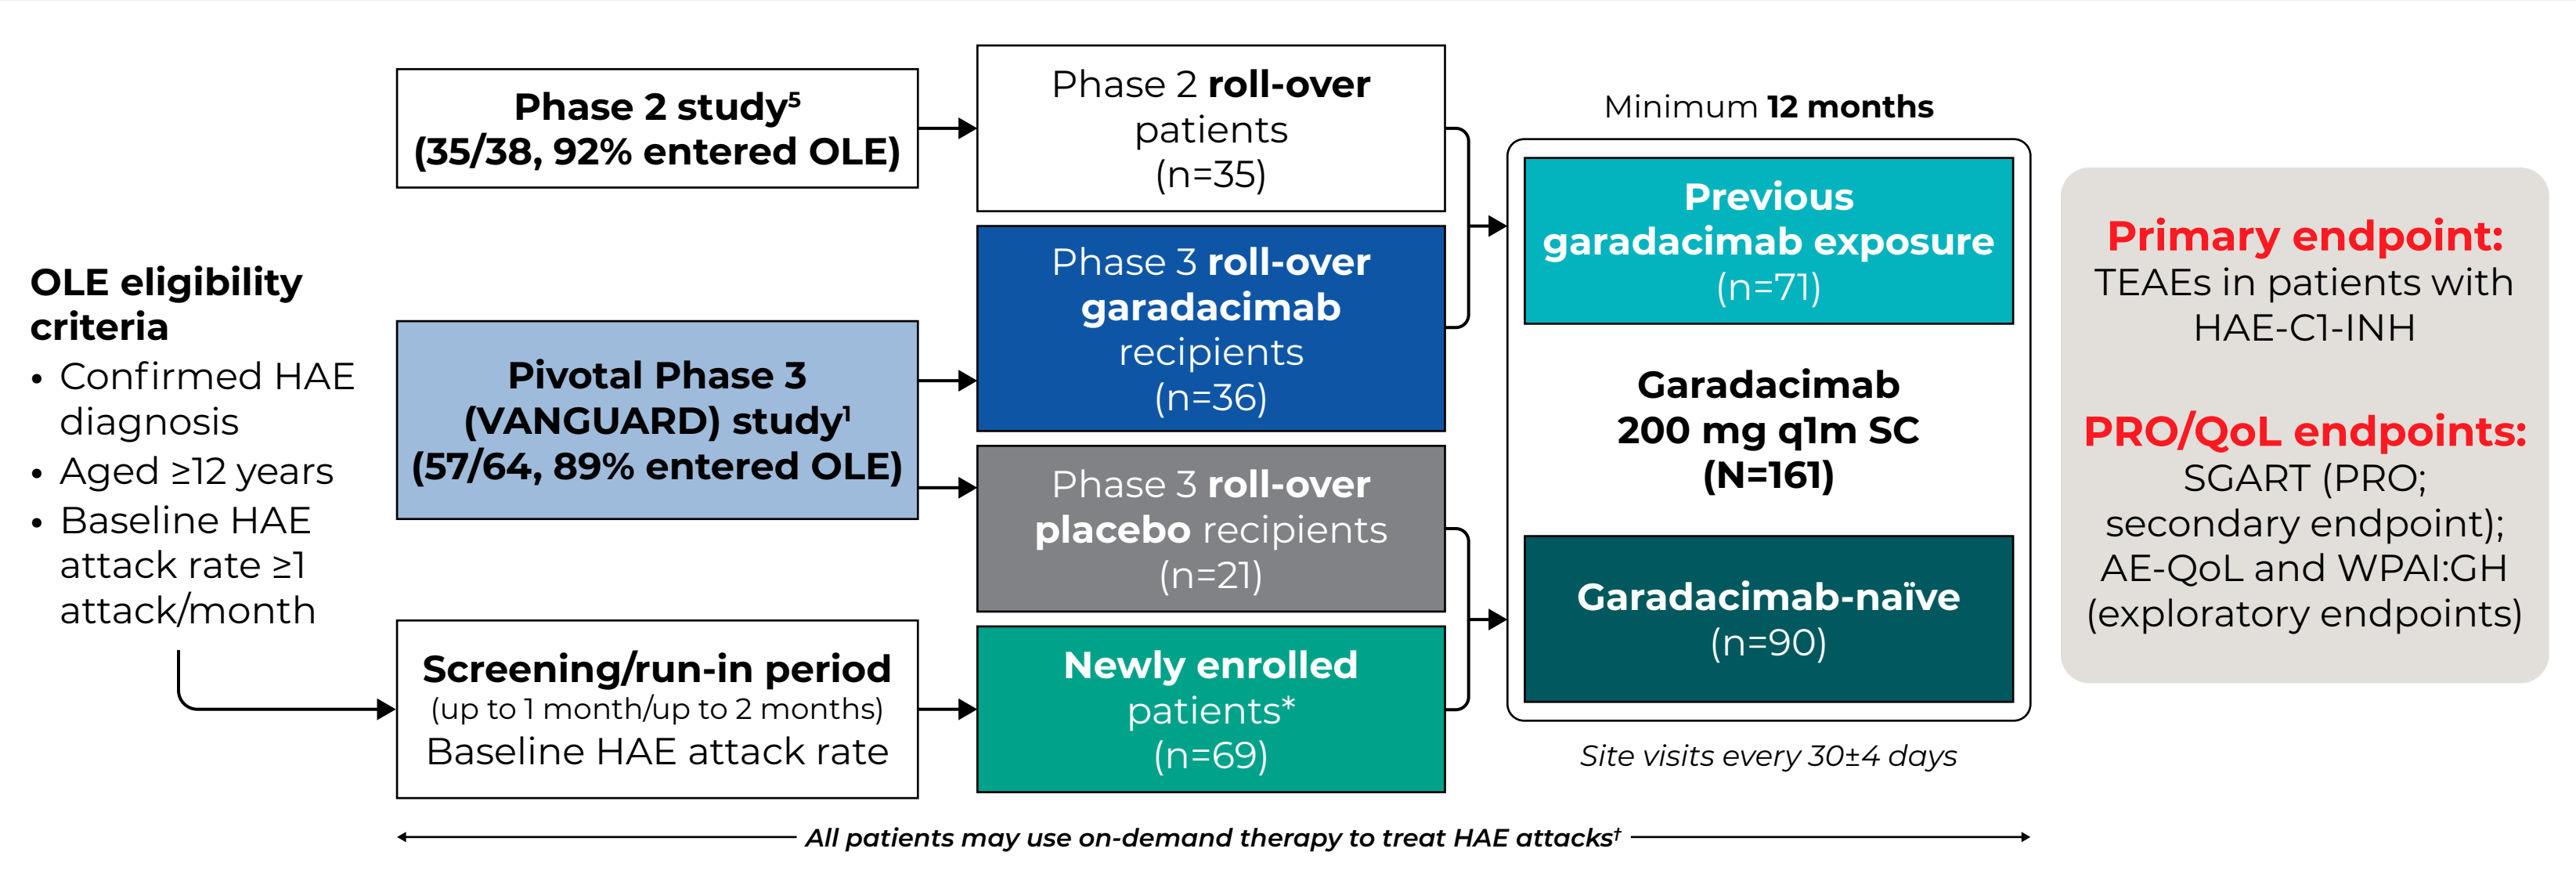 OLE eligibility
criteria
• Confirmed HAE
diagnosis
• Aged ≥12 years
• Baseline HAE
attack rate ≥1
attack/month
Phase 2 study⁵
(35/38, 92% entered OLE)
Pivotal Phase 3
(VANGUARD) study¹
(57/64, 89% entered OLE)
Screening/run-in period
(up to 1 month/up to 2 months)
Baseline HAE attack rate
Phase 2 roll-over
patients
(n=35)
Phase 3 roll-over
garadacimab
recipients
(n=36)
Phase 3 roll-over
placebo recipients
(n=21)
Newly enrolled
patients*
(n=69)
Minimum 12 months
Previous
garadacimab exposure
(n=71)
Garadacimab
200 mg q1m SC
(N=161)
Garadacimab-naïve
(n=90)
Site visits every 30±4 days
Primary endpoint:
TEAEs in patients with
HAE-C1-INH
PRO/QoL endpoints:
SGART (PRO;
secondary endpoint);
AE-QoL and WPAI:GH
(exploratory endpoints)
All patients may use on-demand therapy to treat HAE attacks†